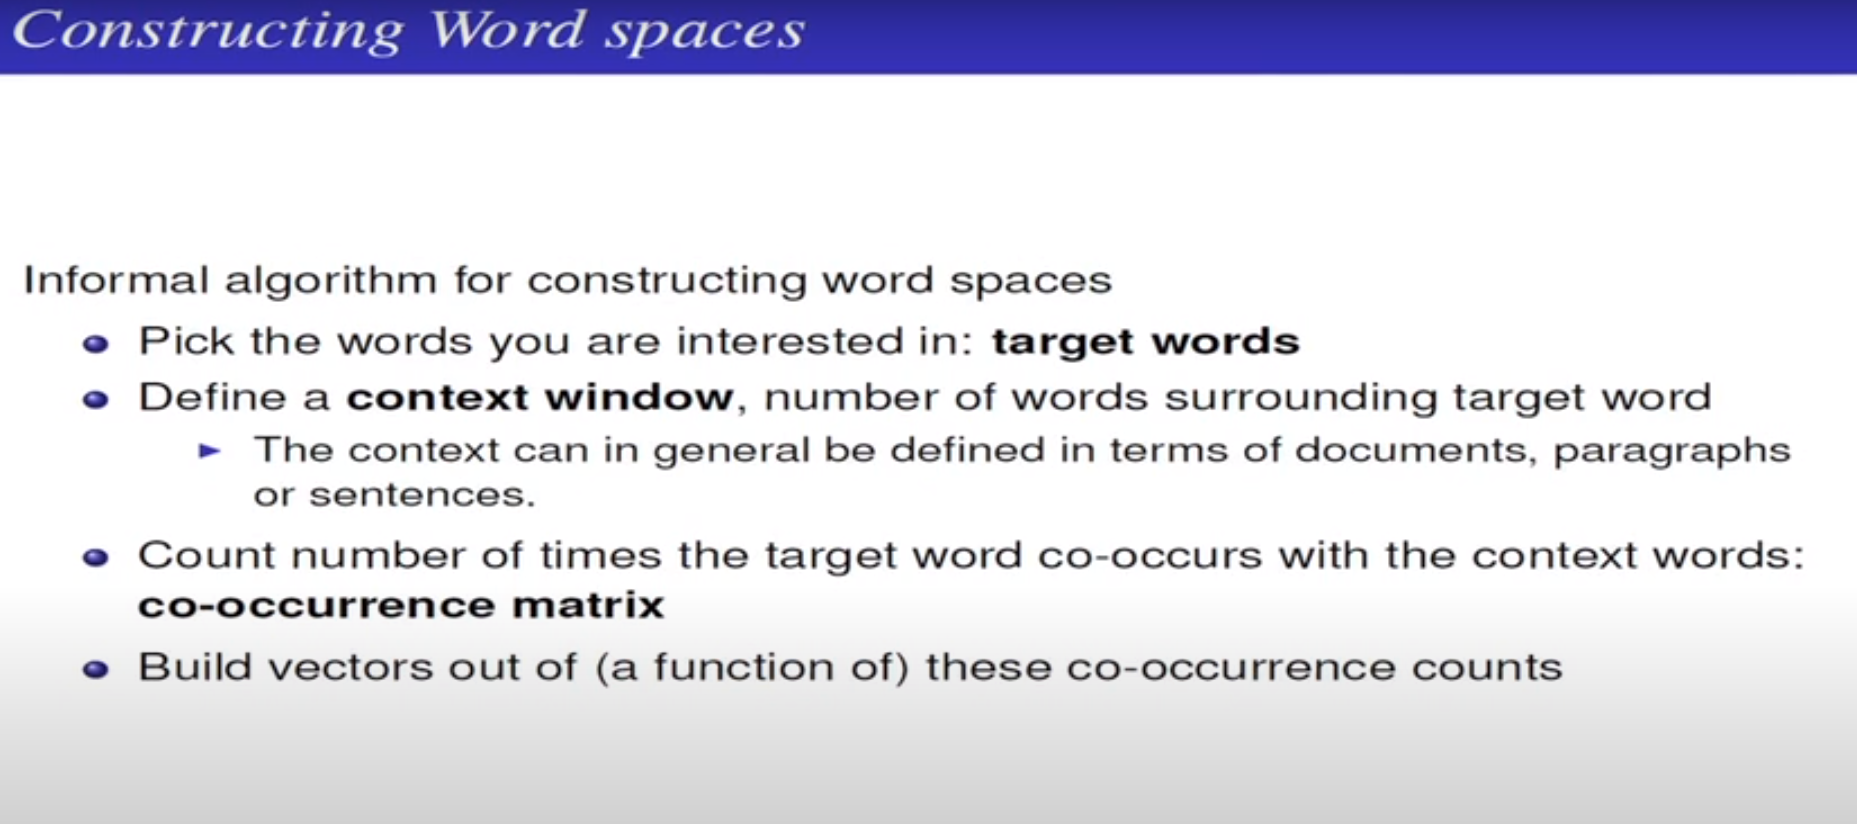 Constructing Word spaces
Informal algorithm for constructing word spaces
Pick the words you are interested in: target words
Define a context window, number of words surrounding target word
The context can in general be defined in terms of documents, paragraphs
or sentences.
Count number of times the target word co-occurs with the context words:
co-occurrence matrix
Build vectors out of (a function of) these co-occurrence counts